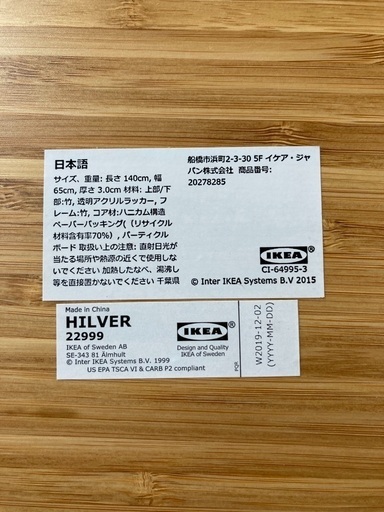 日本語
サイズ、重量: 長さ 140cm, 幅
65cm, 厚さ 3.0cm 材料: 上部/下
部:竹, 透明アクリルラッカー, フ
レーム:竹, コア材:ハニカム構造
ペーパーパッキング(（リサイクル
材料含有率70%）, パーティクル
ボード 取扱い上の注意: 直射日光が
当たる場所や熱源の近くで使用しな
いでください 加熱したなべ、湯沸し
等を直接置かないでください 千葉県
船橋市浜町2-3-30 5F イケア・ジャ
パン株式会社 商品番号:
20278285
IKEA
CI-64995-3
© Inter IKEA Systems B.V 2015
Made in China
HILVER
22999
IKEA of Sweden AB
SE-343 81 Älmhult
© Inter IKEA Systems B.V. 1999
US EPA TSCA VI & CARB P2 compliant
IKEA
Design and Quality
IKEA of Sweden
PQR
W2019-12-02
(YYYY-MM-DD)